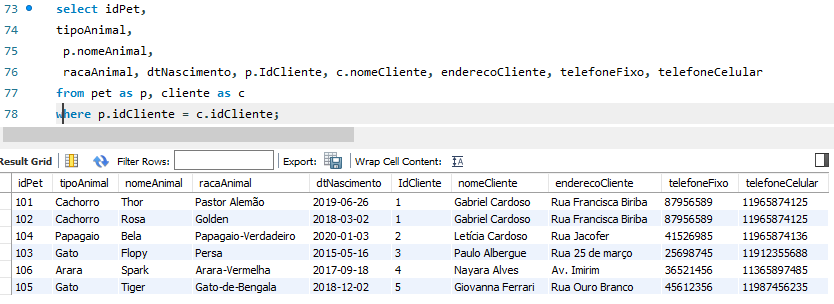 73 select idPet,
74 tipoAnimal,
75 p.nomeAnimal,
76 racaAnimal, dtNascimento, p.IdCliente, c.nomeCliente, enderecoCliente, telefoneFixo, telefoneCelular
77 from pet as p, cliente as c
78 where p.idCliente = c.idCliente;
Result Grid Filter Rows: Export: Wrap Cell Content: IA
idPet tipoAnimal nomeAnimal racaAnimal dtNascimento IdCliente nomeCliente enderecoCliente telefoneFixo telefoneCelular
101 Cachorro Thor Pastor Alemão 2019-06-26 1 Gabriel Cardoso Rua Francisca Biriba 87956589 11965874125
102 Cachorro Rosa Golden 2018-03-02 1 Gabriel Cardoso Rua Francisca Biriba 87956589 11965874125
104 Papagaio Bela Papagaio-Verdadeiro 2020-01-03 2 Letícia Cardoso Rua Jacofer 41526985 11965874136
103 Gato Flopy Persa 2015-05-16 3 Paulo Albergue Rua 25 de março 25698745 11912355688
106 Arara Spark Arara-Vermelha 2017-09-18 4 Nayara Alves Av. Imirim 36521456 11365897485
105 Gato Tiger Gato-de-Bengala 2018-12-02 5 Giovanna Ferrari Rua Ouro Branco 45612356 11987456235